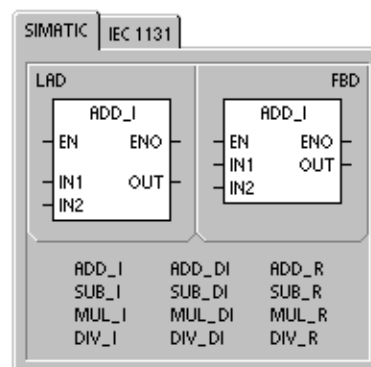 SIMATIC IEC 1131
LAD FBD
ADD_I ADD_I
EN ENO EN ENO
IN1 OUT IN1 OUT
IN2 IN2
ADD_I ADD_DI ADD_R
SUB_I SUB_DI SUB_R
MUL_I MUL_DI MUL_R
DIV_I DIV_DI DIV_R